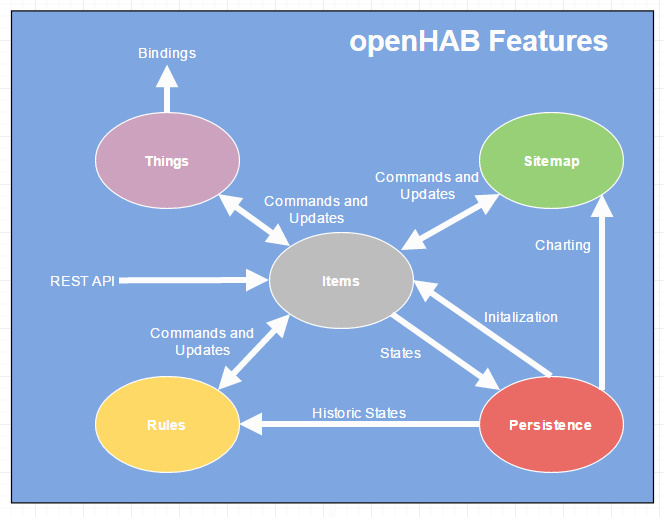 openHAB Features
Bindings
Things
Sitemap
Commands and
Updates
Commands and
Updates
Charting
REST API
Items
Initalization
Commands and
Updates
States
Historic States
Rules
Persistence